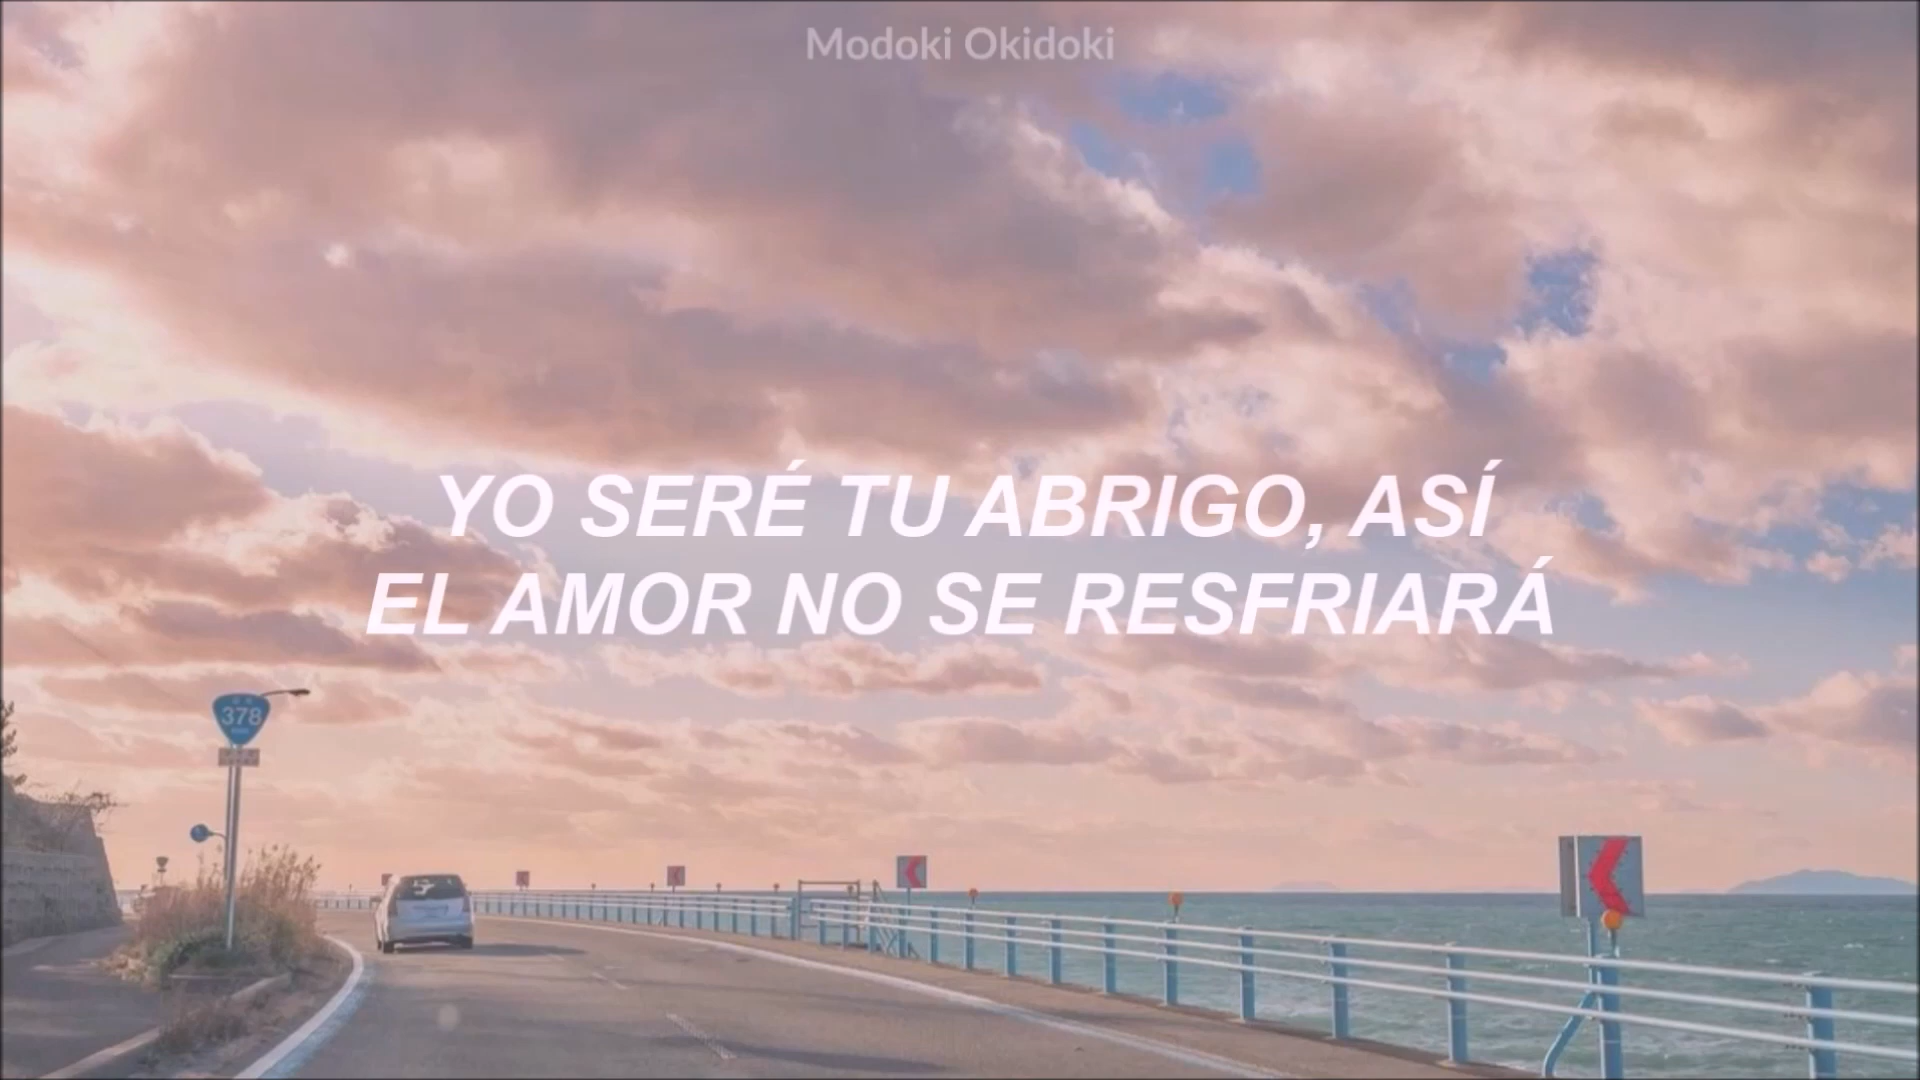 Modoki Okidoki
YO SERÉ TU ABRIGO, ASÍ
EL AMOR NO SE RESFRIARÁ
378